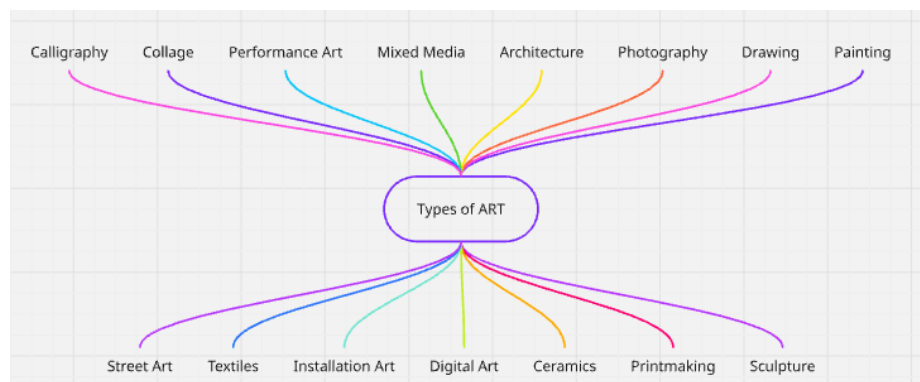 Calligraphy
Collage
Performance Art
Mixed Media
Architecture
Photography
Drawing
Painting
Types of ART
Street Art
Textiles
Installation Art
Digital Art
Ceramics
Printmaking
Sculpture